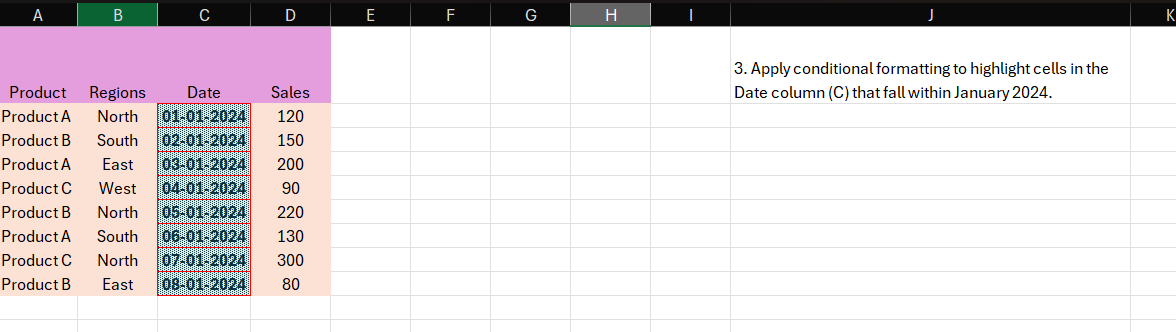 A B C D E F G H I J K
3. Apply conditional formatting to highlight cells in the
Product Regions Date Sales Date column (C) that fall within January 2024.
Product A North 01-01-2024 120
Product B South 02-01-2024 150
Product A East 03-01-2024 200
Product C West 04-01-2024 90
Product B North 05-01-2024 220
Product A South 06-01-2024 130
Product C North 07-01-2024 300
Product B East 08-01-2024 80